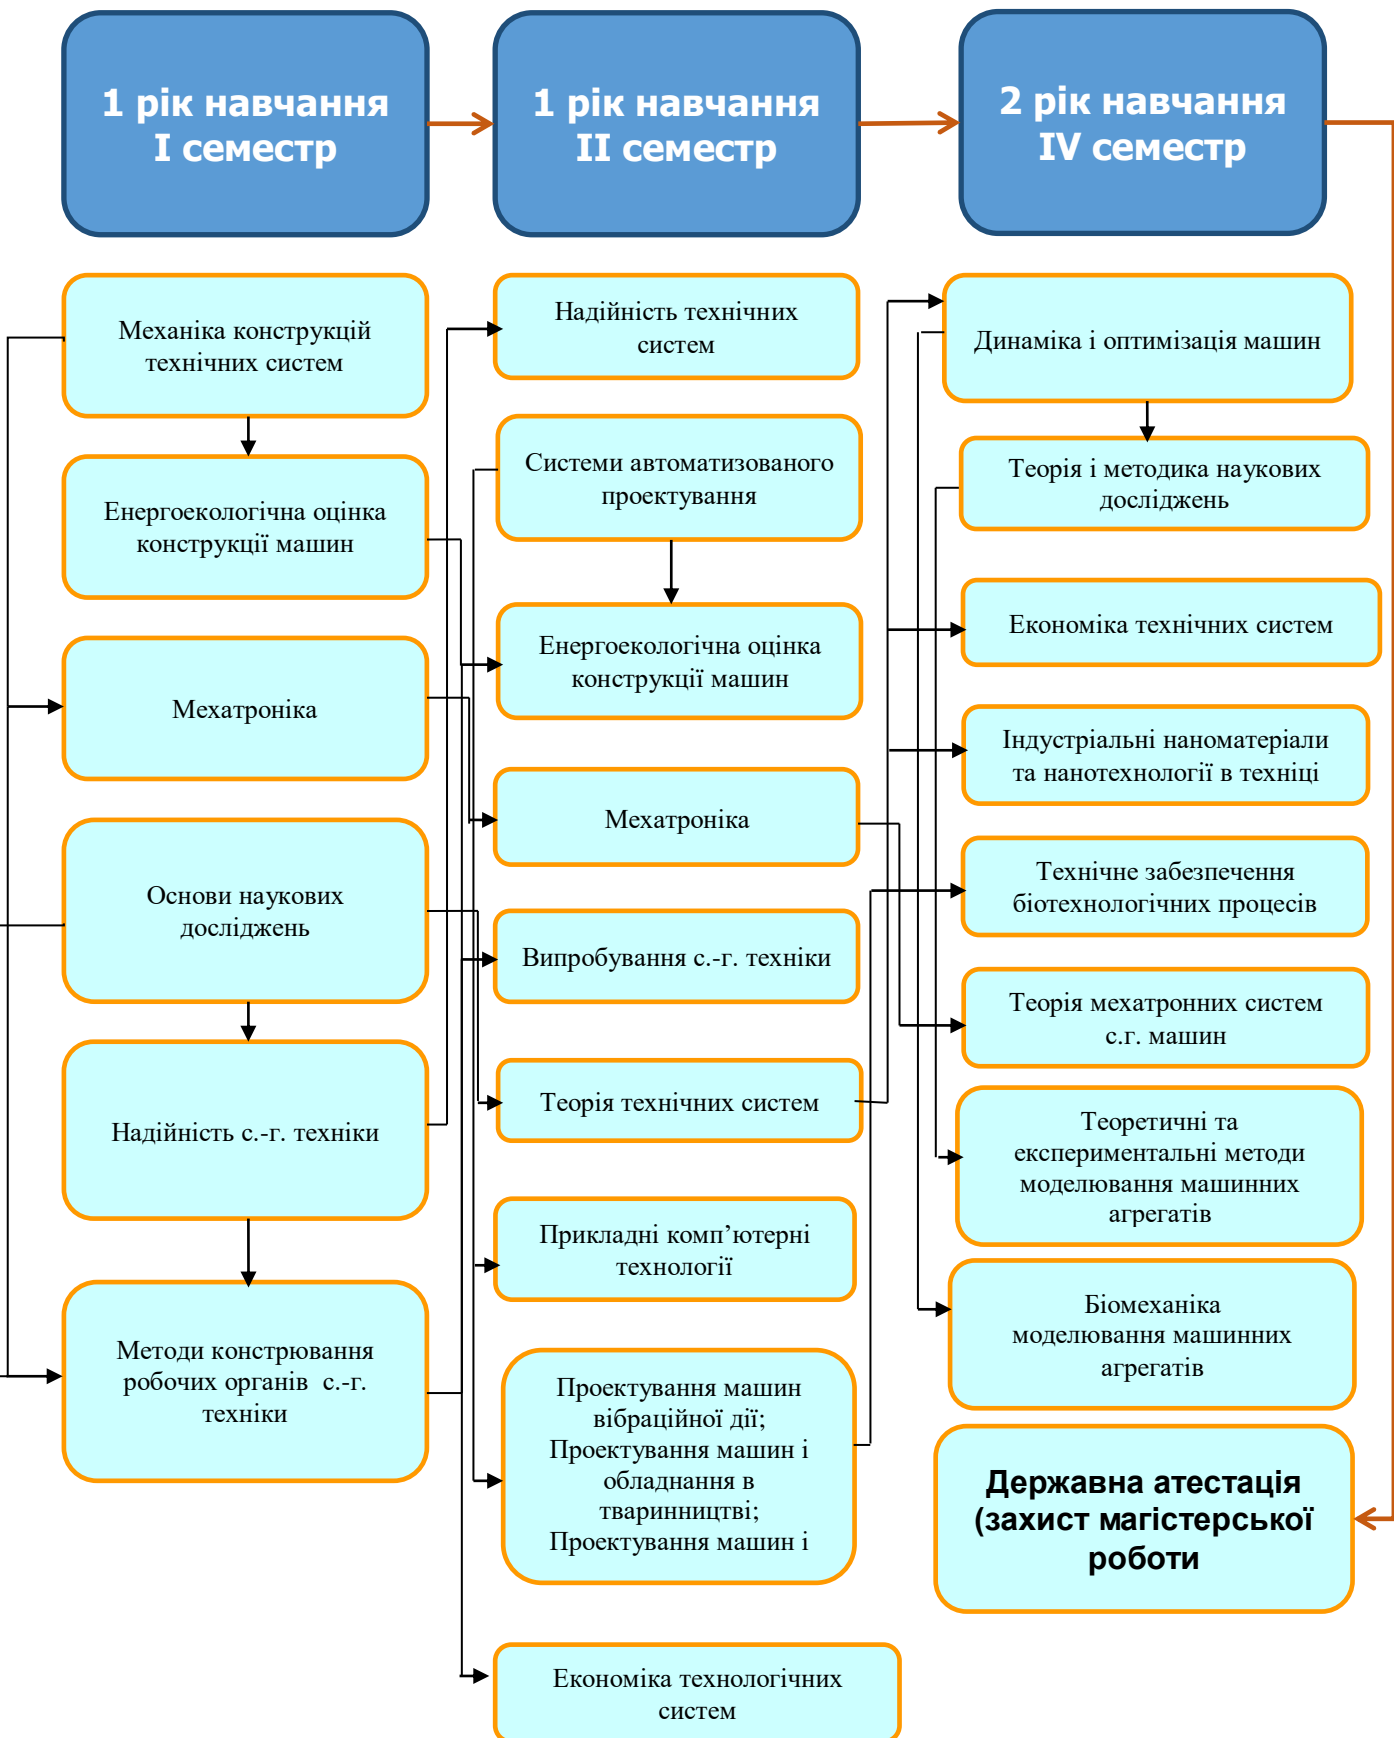 1 рік навчання
I семестр
1 рік навчання
II семестр
2 рік навчання
IV семестр
Механіка конструкцій
технічних систем
Енергоекологічна оцінка
конструкції машин
Мехатроніка
Основи наукових
досліджень
Надійність с.-г. техніки
Методи констрювання
робочих органів с.-г.
техніки
Надійність технічних
систем
Системи автоматизованого
проектування
Енергоекологічна оцінка
конструкції машин
Мехатроніка
Випробування с.-г. техніки
Теорія технічних систем
Прикладні комп’ютерні
технології
Проектування машин
вібраційної дії;
Проектування машин і
обладнання в
тваринництві;
Проектування машин і
Економіка технологічних
систем
Динаміка і оптимізація машин
Теорія і методика наукових
досліджень
Економіка технічних систем
Індустріальні наноматеріали
та нанотехнології в техніці
Технічне забезпечення
біотехнологічних процесів
Теорія мехатронних систем
с.г. машин
Теоретичні та
експериментальні методи
моделювання машинних
агрегатів
Біомеханіка
моделювання машинних
агрегатів
Державна атестація
(захист магістерської
роботи